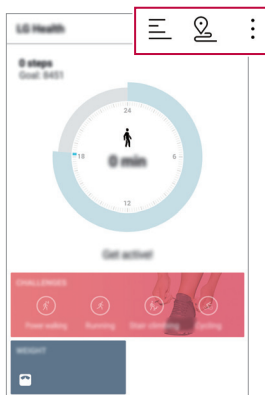 LG Health
0 steps
Goal: 8451
24
18
6
0 min
12
Get active!
CHALLENGES
Power walking Running Stair climbing Cycling
WEIGHT